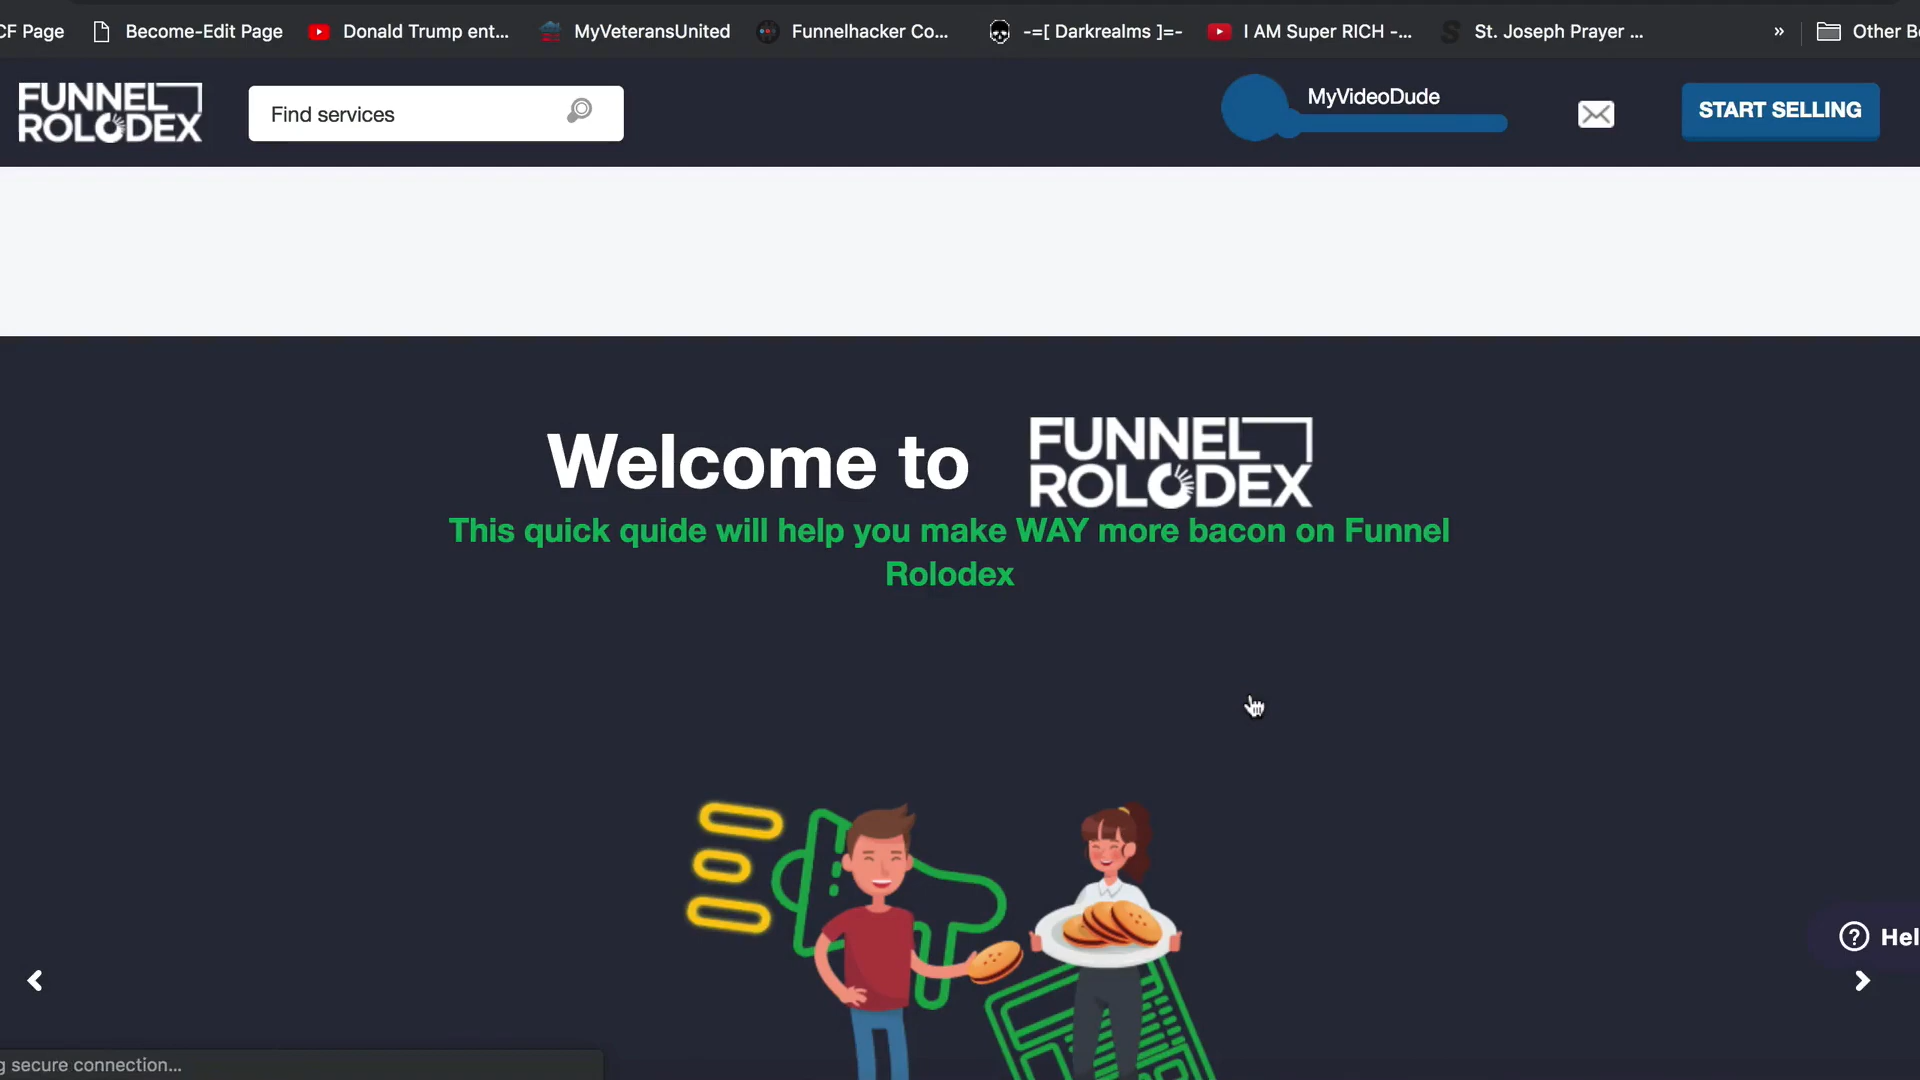 CF Page
Become-Edit Page
Donald Trump ent...
MyVeteransUnited
Funnelhacker Co...
-=[ Darkrealms ]=-
I AM Super RICH -...
St. Joseph Prayer ...
»
Other B
FUNNEL
ROLODEX
Find services
MyVideoDude
START SELLING
Welcome to
FUNNEL
ROLODEX
This quick quide will help you make WAY more bacon on Funnel
Rolodex
? Hel
g secure connection...